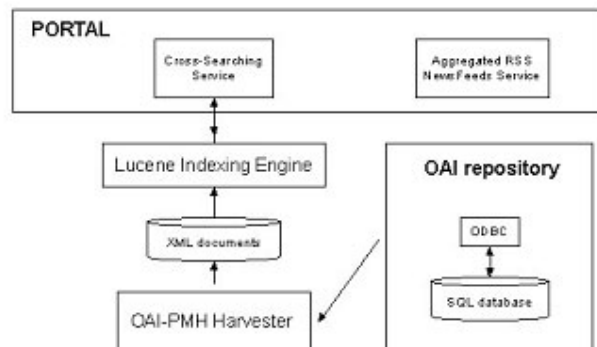 PORTAL
Cross-Searching
Service
Aggregated RSS
NewsFeeds Service
Lucene Indexing Engine
OAI repository
XML documents
ODBC
SQL database
OAI-PMH Harvester